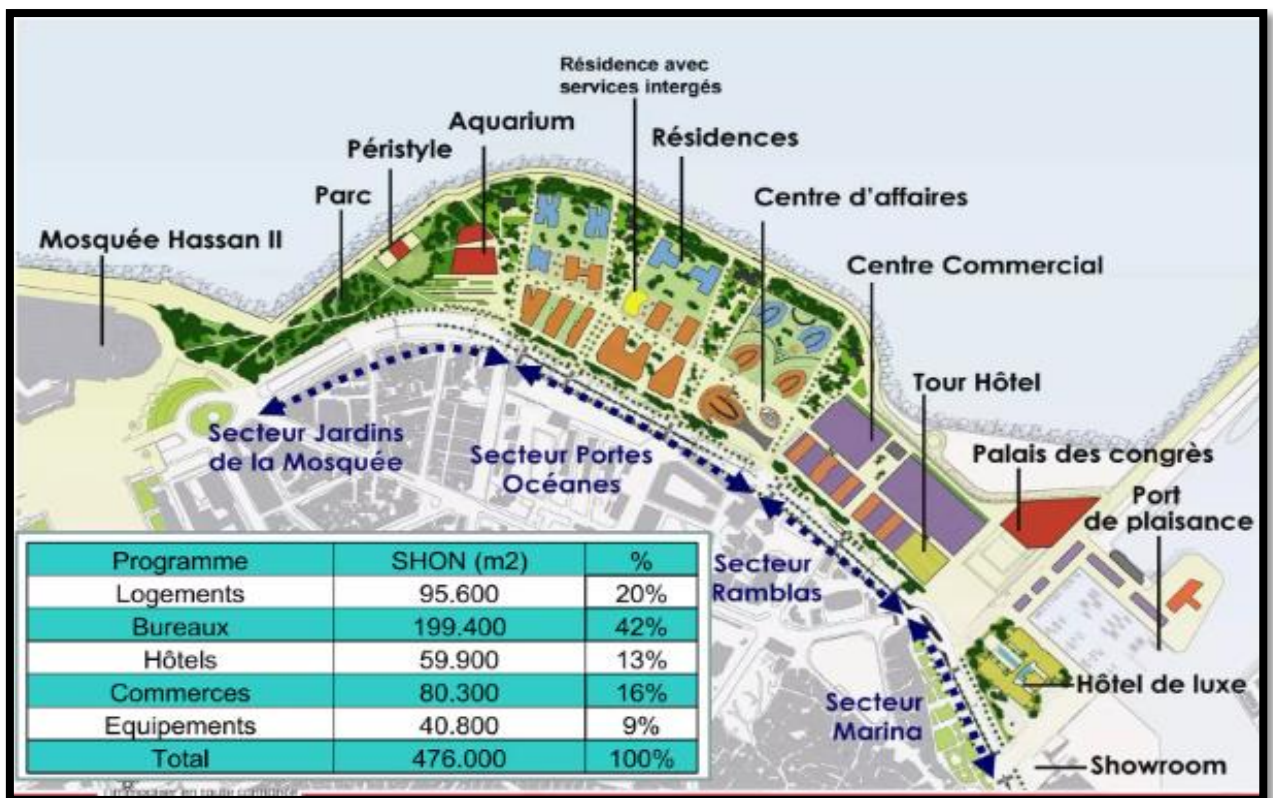 Résidence avec
services intergés
Aquarium
Résidences
Péristyle
Parc
Centre d'affaires
Mosquée Hassan II
Centre Commercial
Tour Hôtel
Secteur Jardins
de la Mosquée
Secteur Portes
Océanes
Palais des congrès
Port
de plaisance
Secteur
Ramblas
Hôtel de luxe
Secteur
Marina
Showroom
Programme SHON (m2) %
Logements 95.600 20%
Bureaux 199.400 42%
Hôtels 59.900 13%
Commerces 80.300 16%
Equipements 40.800 9%
Total 476.000 100%
en toute confiance